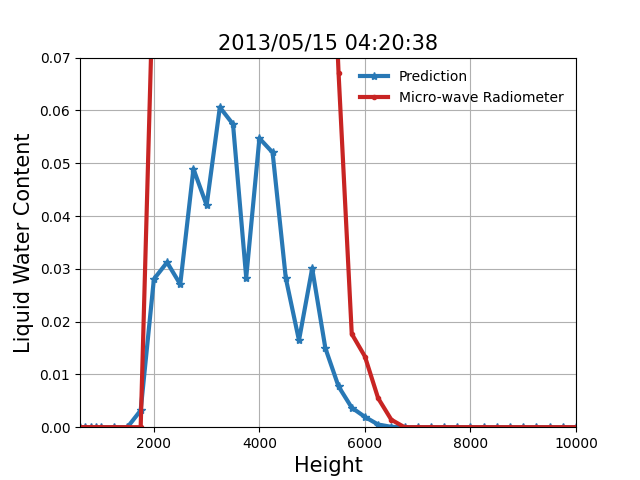 2013/05/15 04:20:38
Prediction
Micro-wave Radiometer
Liquid Water Content
0.07
0.06
0.05
0.04
0.03
0.02
0.01
0.00
2000 4000 6000 8000 10000
Height